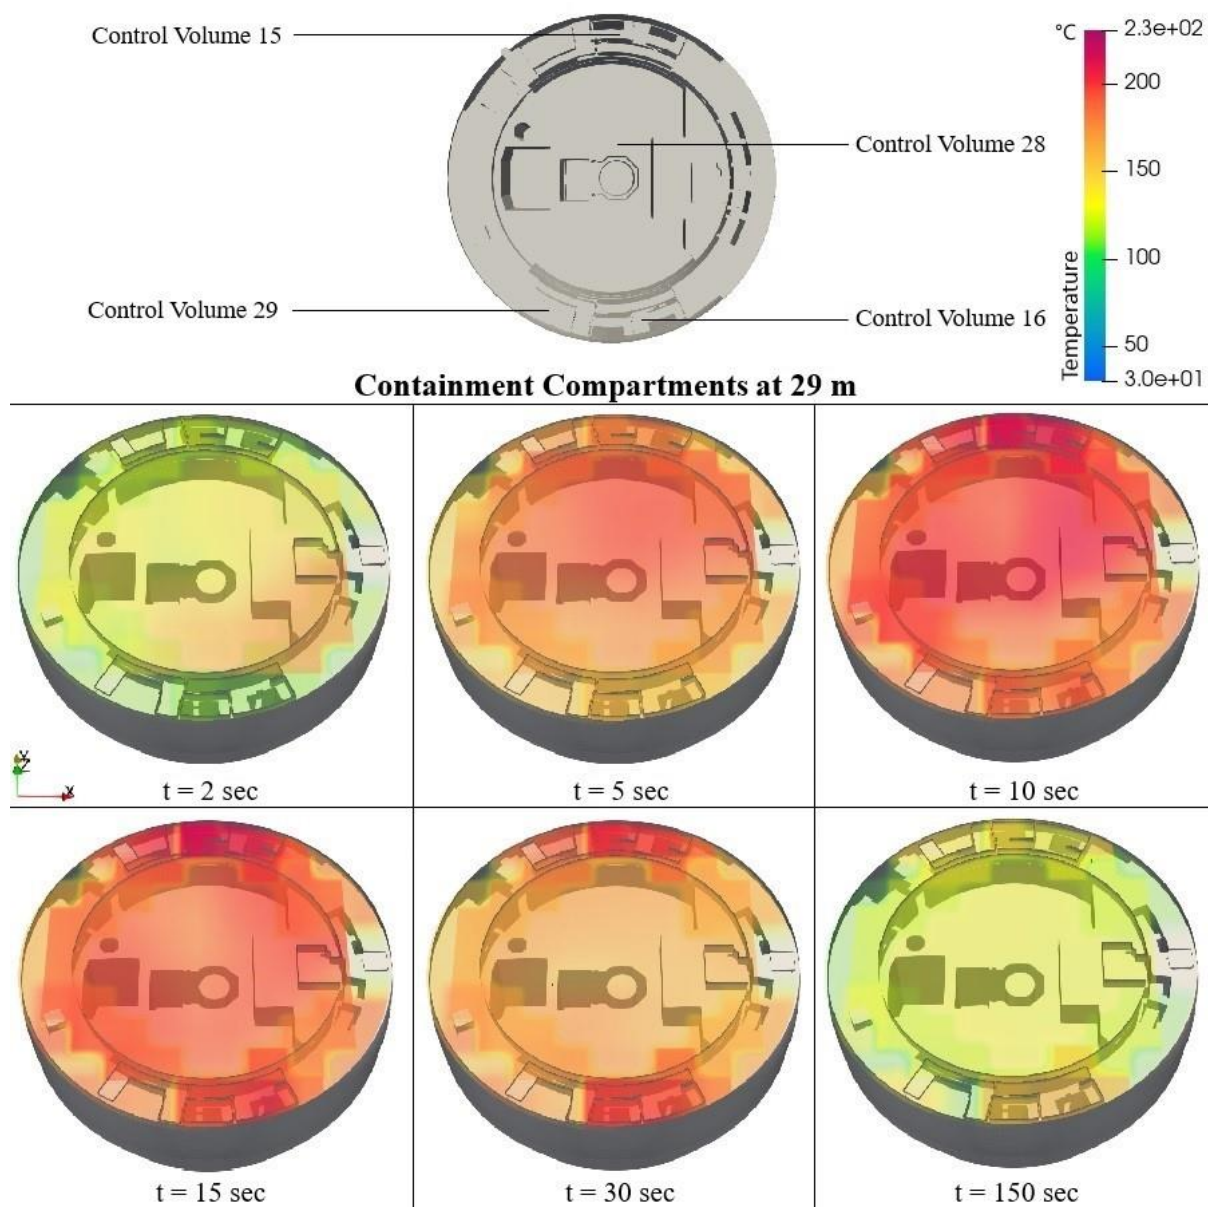 Control Volume 15
Control Volume 28
Control Volume 29
Control Volume 16
°C
2.3e+02
200
150
100
50
3.0e+01
Temperature
Containment Compartments at 29 m
Y
Z
X
t = 2 sec
t = 5 sec
t = 10 sec
t = 15 sec
t = 30 sec
t = 150 sec